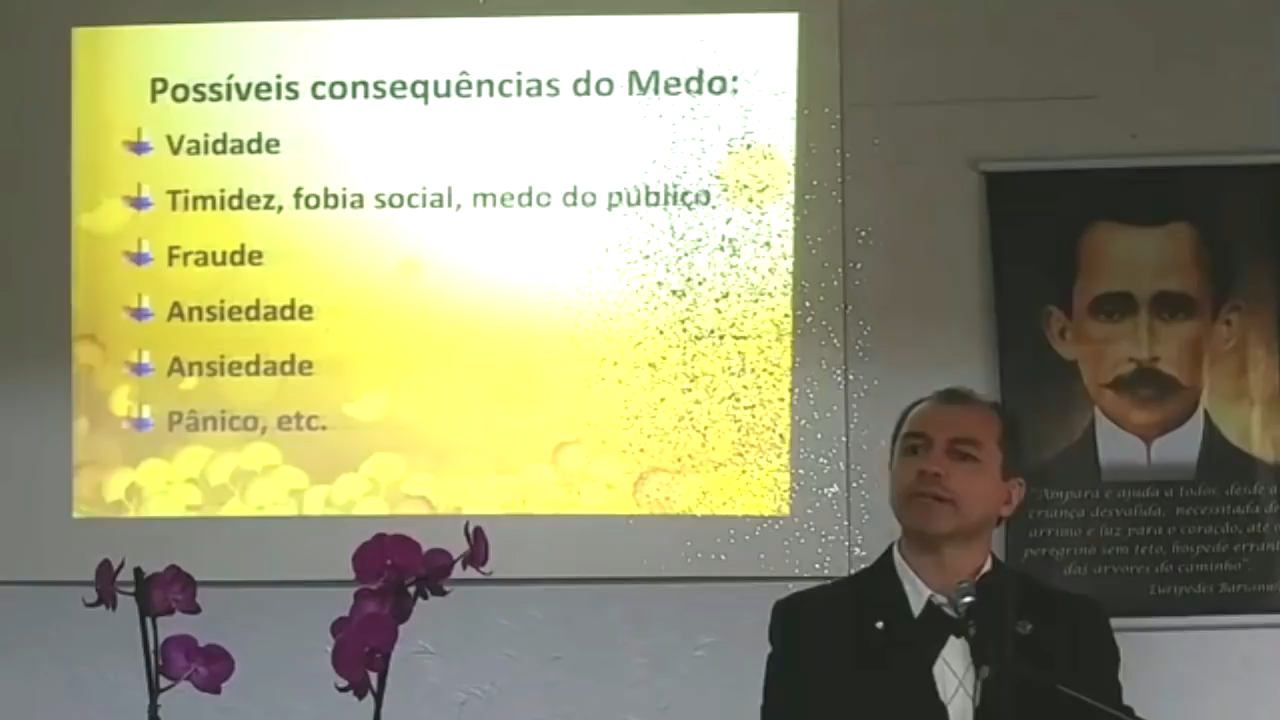 Possíveis consequências do Medo:
Vaidade
Timidez, fobia social, medo do público
Fraude
Ansiedade
Ansiedade
Pânico, etc.
"Ampara e ajuda a todos, desde a
criança desvalida, necessitada de
arrimo e luz para o coração, até o
peregrino sem teto, hóspede errante
das árvores do caminho".
Eurípedes